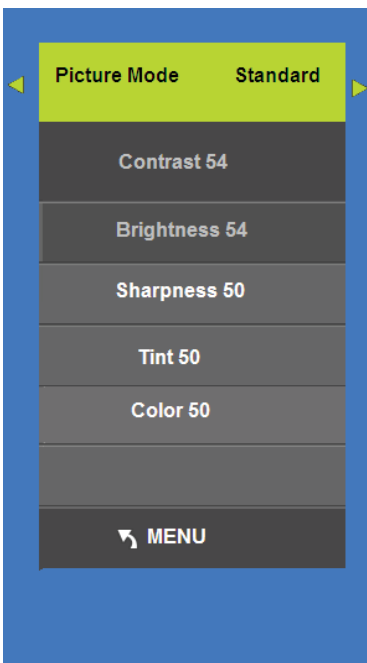 Picture Mode Standard
Contrast 54
Brightness 54
Sharpness 50
Tint 50
Color 50
MENU